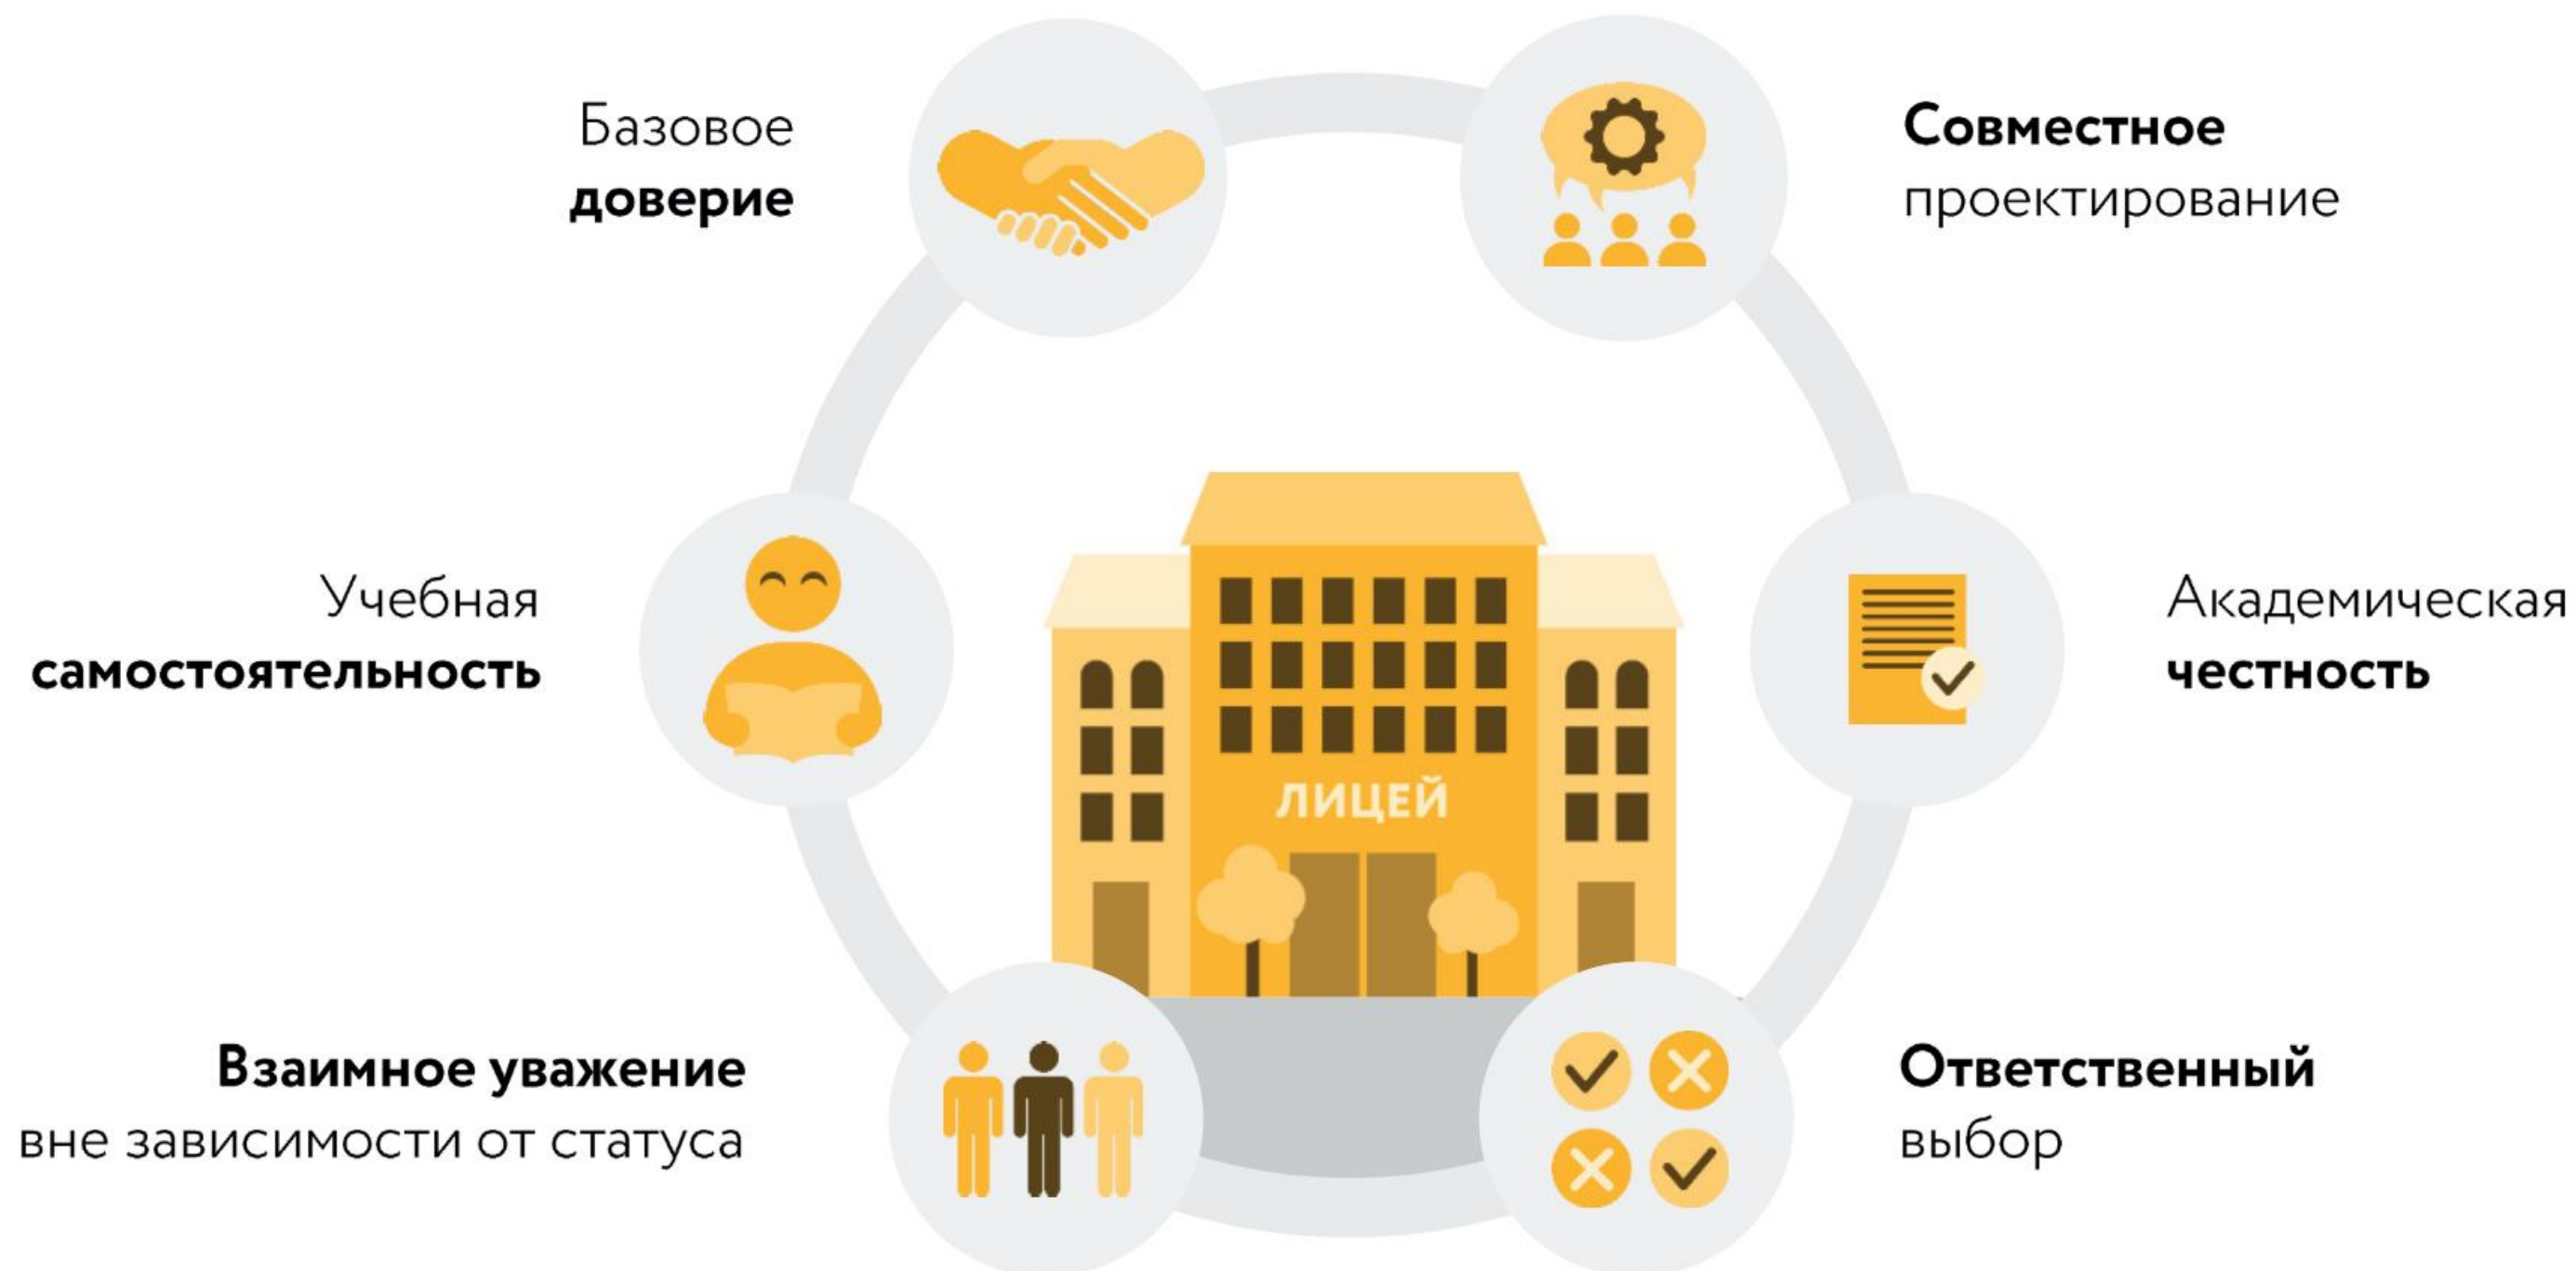 Базовое
доверие
Совместное
проектирование
Учебная
самостоятельность
Академическая
честность
ЛИЦЕЙ
Взаимное уважение
вне зависимости от статуса
Ответственный
выбор